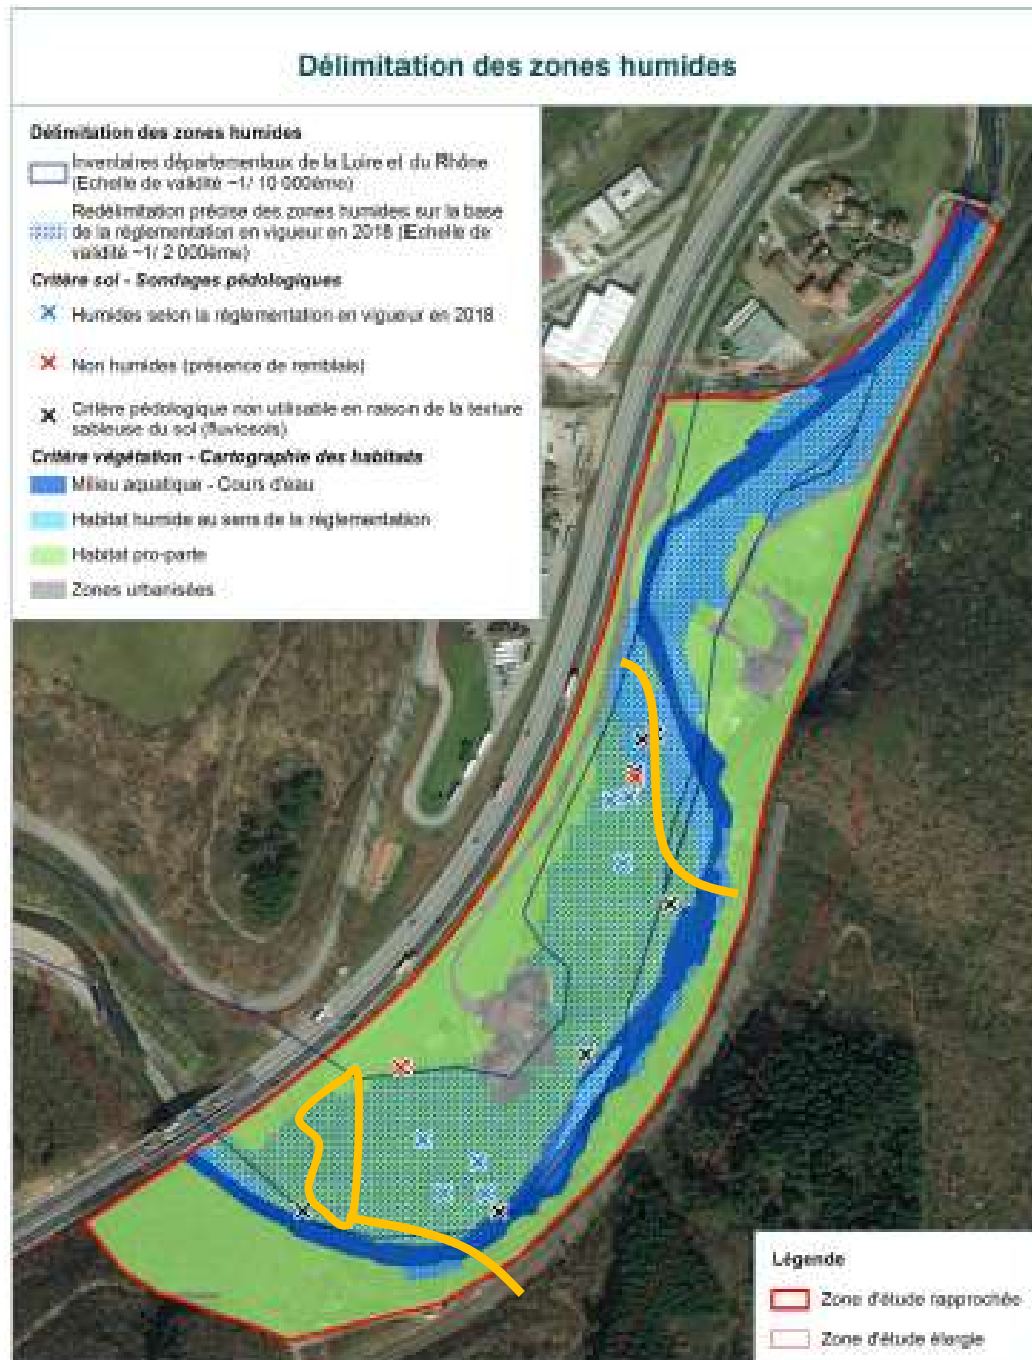 Délimitation des zones humides
Délimitation des zones humides
Inventaires départementaux de la Loire et du Rhône
(Echelle de validité ~1/ 10 000ème)
Redélimitation précise des zones humides sur la base
de la réglementation en vigueur en 2018 (Echelle de
validité ~1/ 2 000ème)
Critère sol - Sondages pédologiques
Humides selon la réglementation en vigueur en 2018
Non humides (présence de remblais)
Critère pédologique non utilisable en raison de la texture
sableuse du sol (fluviosols)
Critère végétation - Cartographie des habitats
Milieu aquatique - Cours d'eau
Habitat humide au sens de la réglementation
Habitat pro-parte
Zones urbanisées
Légende
Zone d'étude rapprochée
Zone d'étude élargie